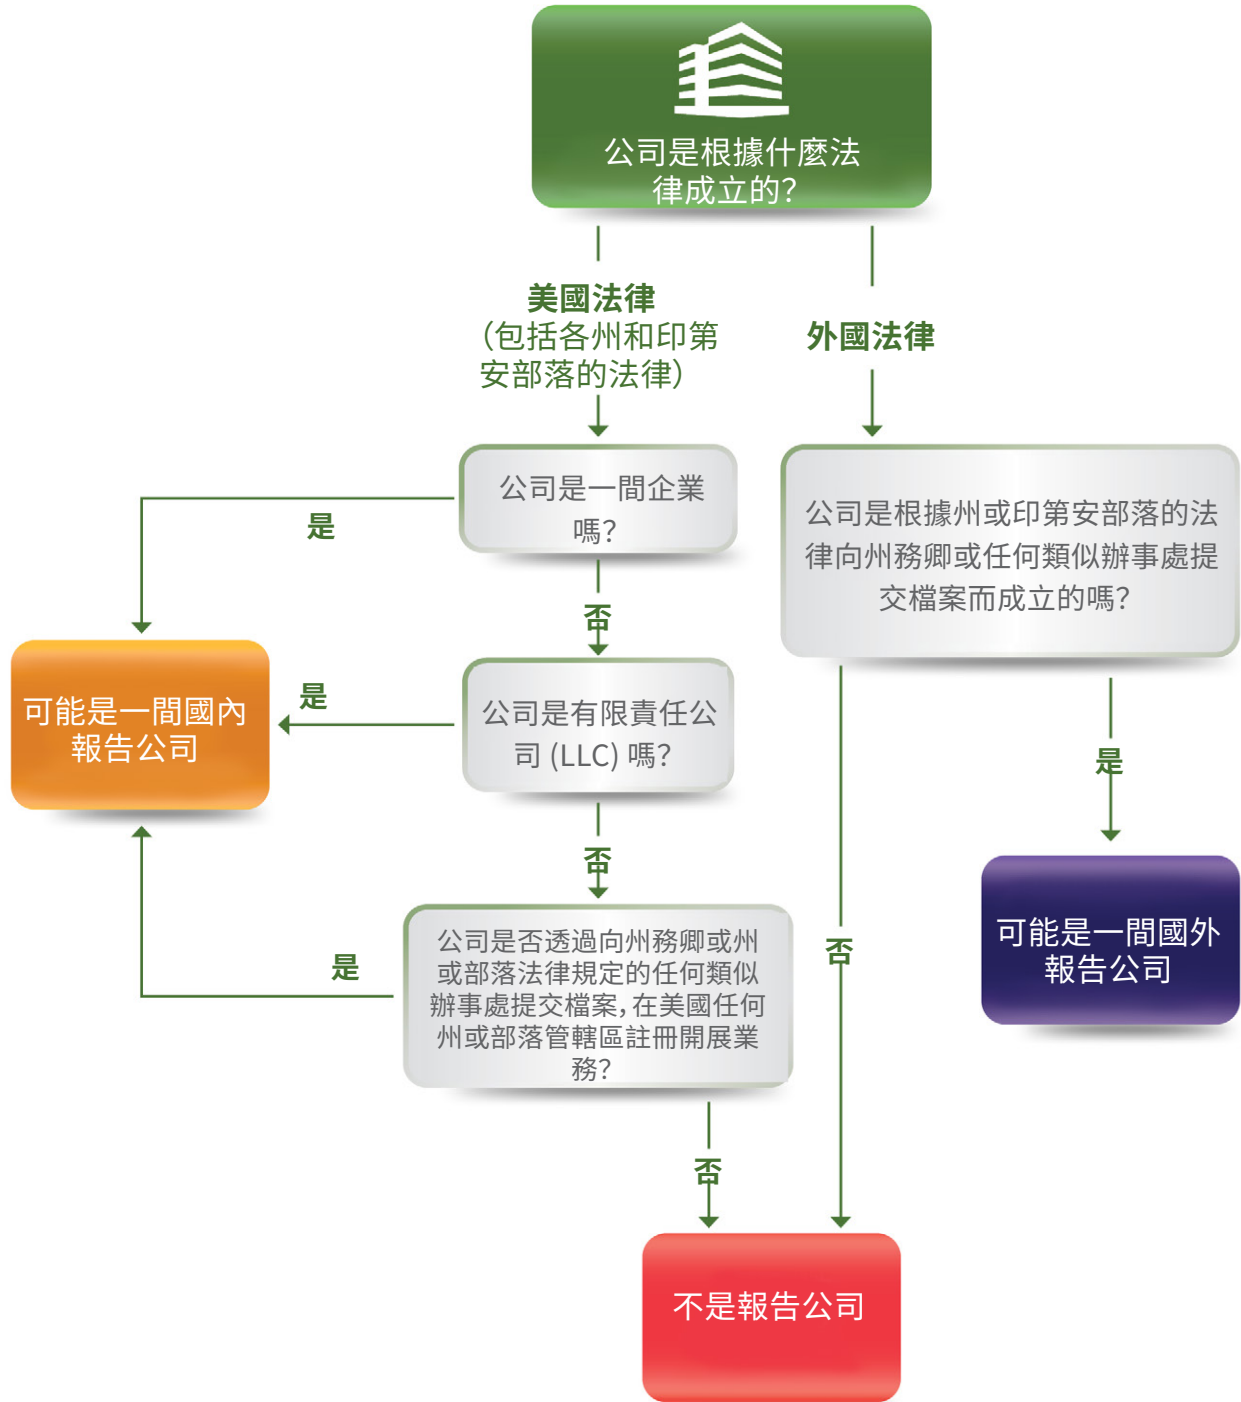 公司是根據什麼法
律成立的？
美國法律
（包括各州和印第
安部落的法律）
外國法律
公司是一間企業
嗎？
是
公司是根據州或印第安部落的法
律向州務卿或任何類似辦事處提
交檔案而成立的嗎？
否
可能是一間國內
報告公司
是
公司是有限責任公
司 (LLC) 嗎？
是
否
可能是一間國外
報告公司
公司是否透過向州務卿或州
或部落法律規定的任何類似
辦事處提交檔案，在美國任何
州或部落管轄區註冊開展業
務？
是
否
否
不是報告公司